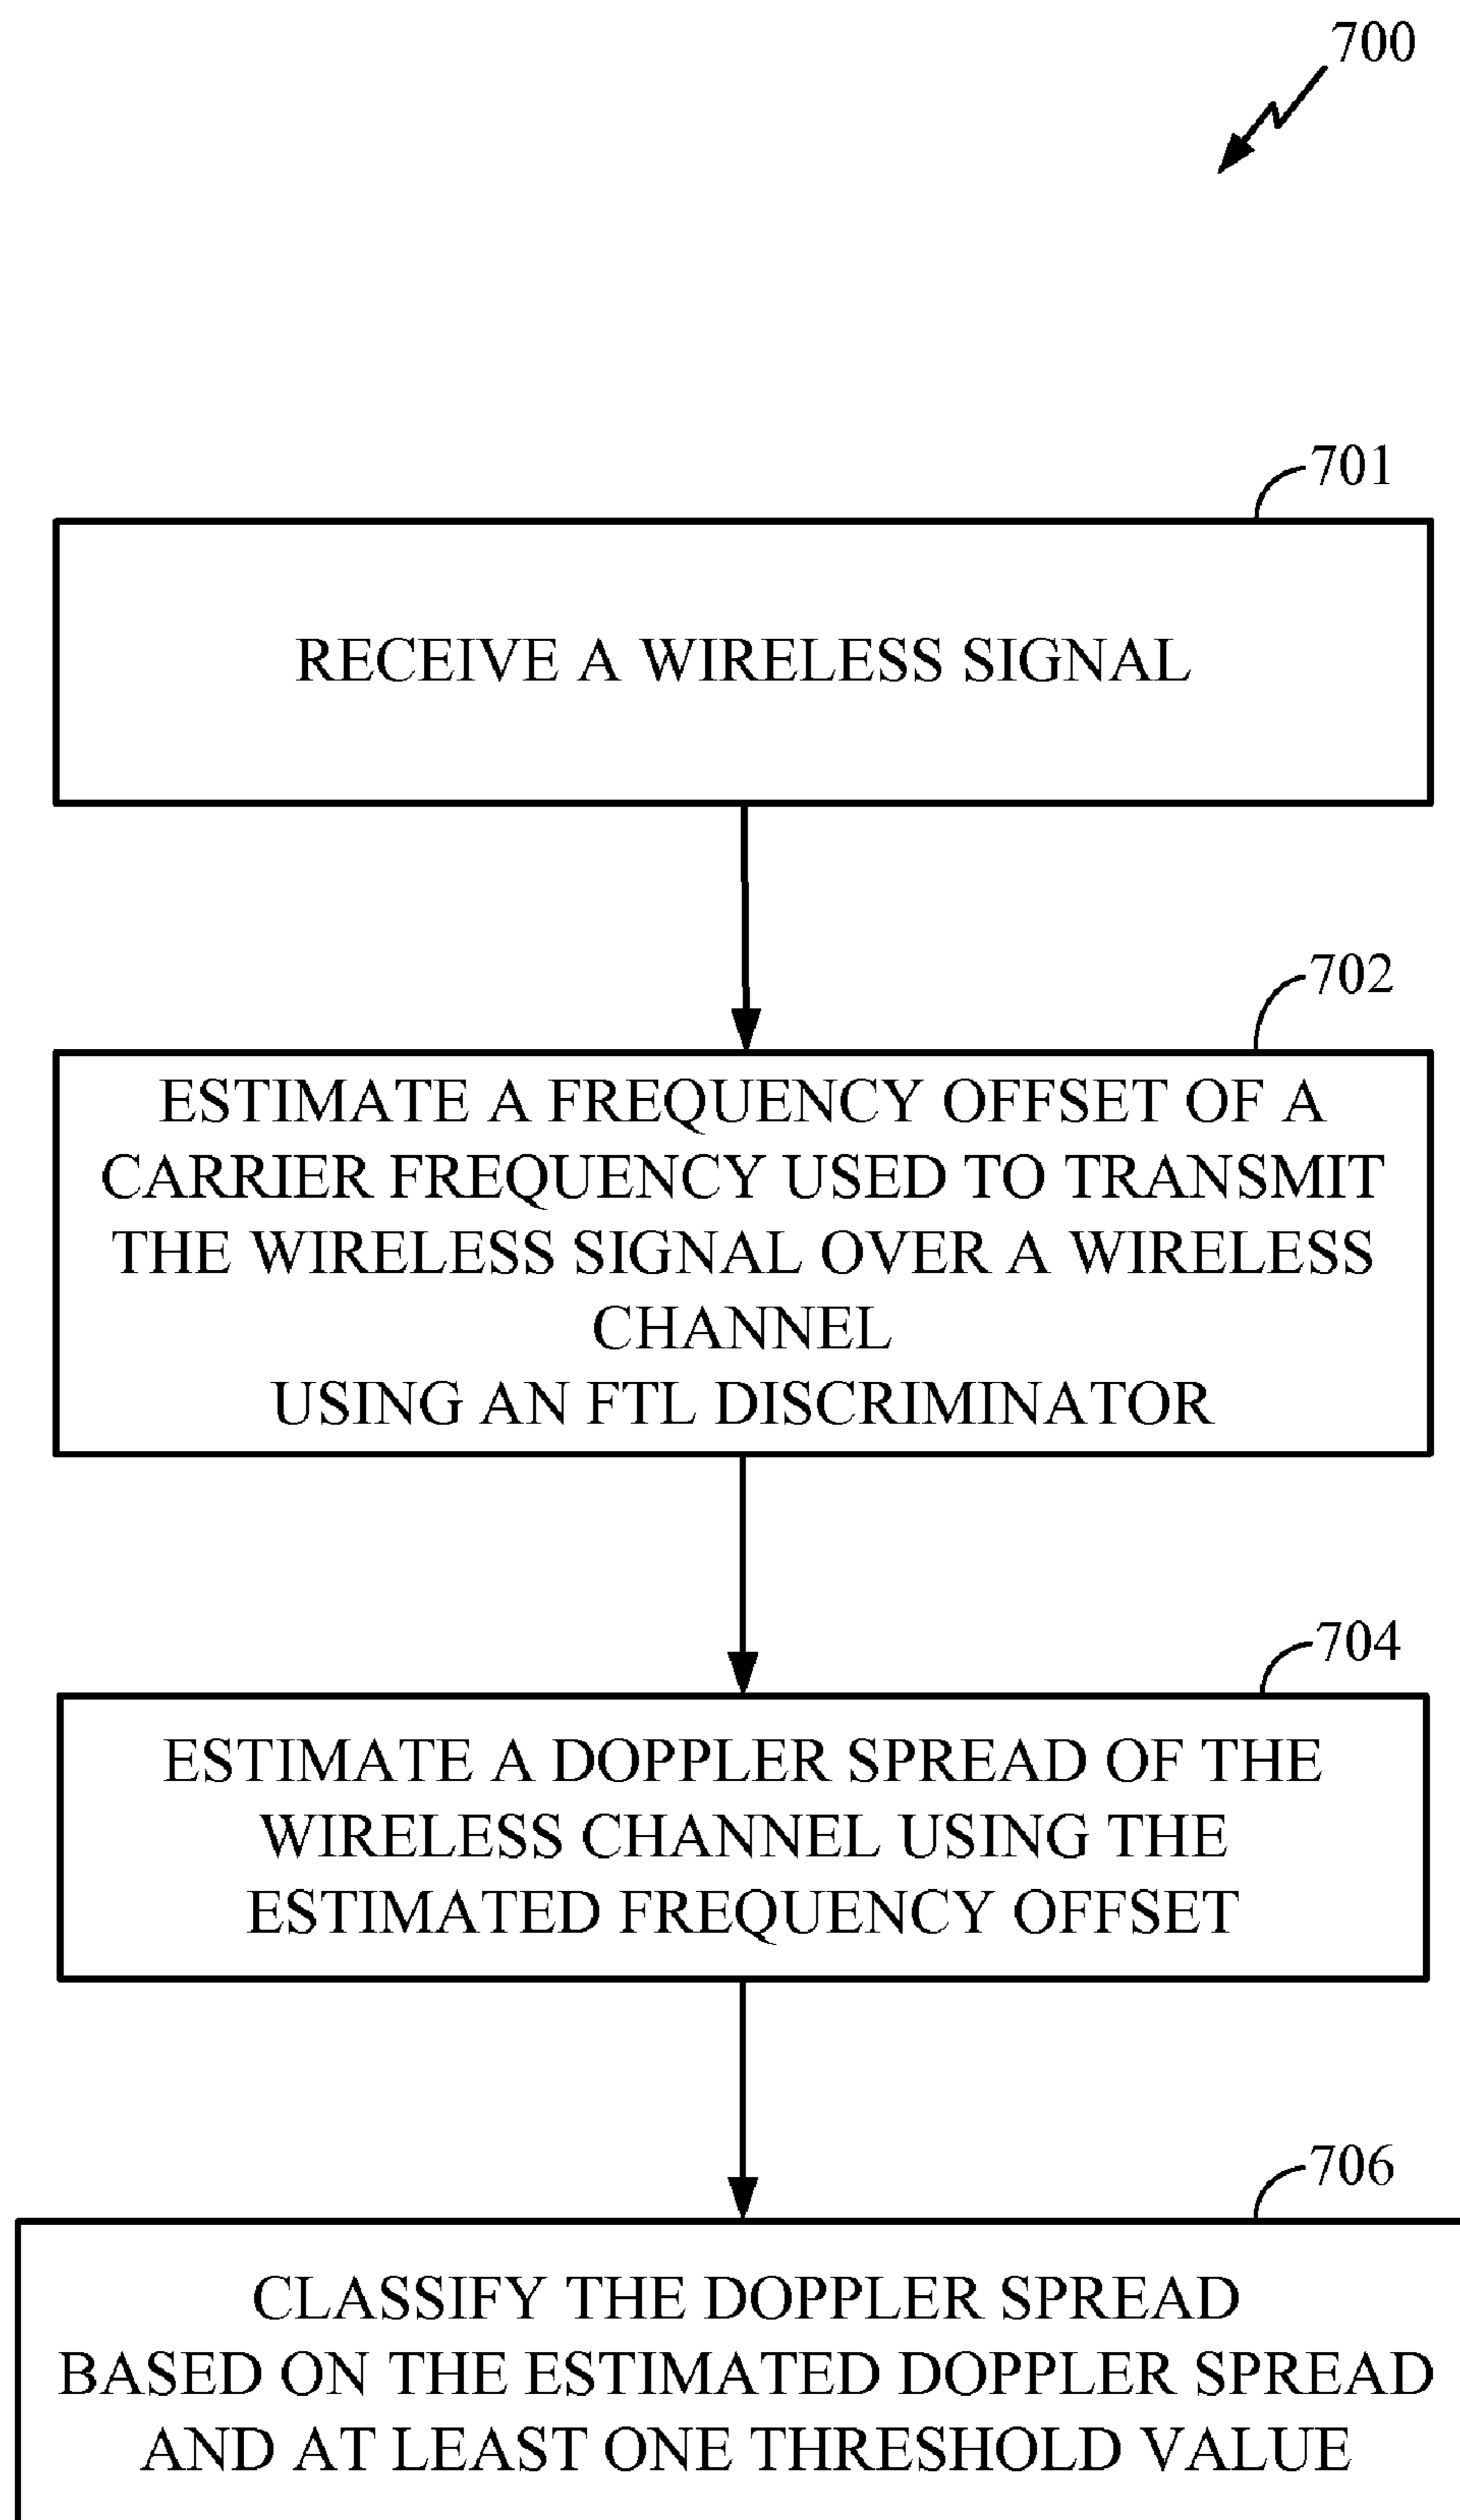 700
701
RECEIVE A WIRELESS SIGNAL
702
ESTIMATE A FREQUENCY OFFSET OF A
CARRIER FREQUENCY USED TO TRANSMIT
THE WIRELESS SIGNAL OVER A WIRELESS
CHANNEL
USING AN FTL DISCRIMINATOR
704
ESTIMATE A DOPPLER SPREAD OF THE
WIRELESS CHANNEL USING THE
ESTIMATED FREQUENCY OFFSET
706
CLASSIFY THE DOPPLER SPREAD
BASED ON THE ESTIMATED DOPPLER SPREAD
AND AT LEAST ONE THRESHOLD VALUE